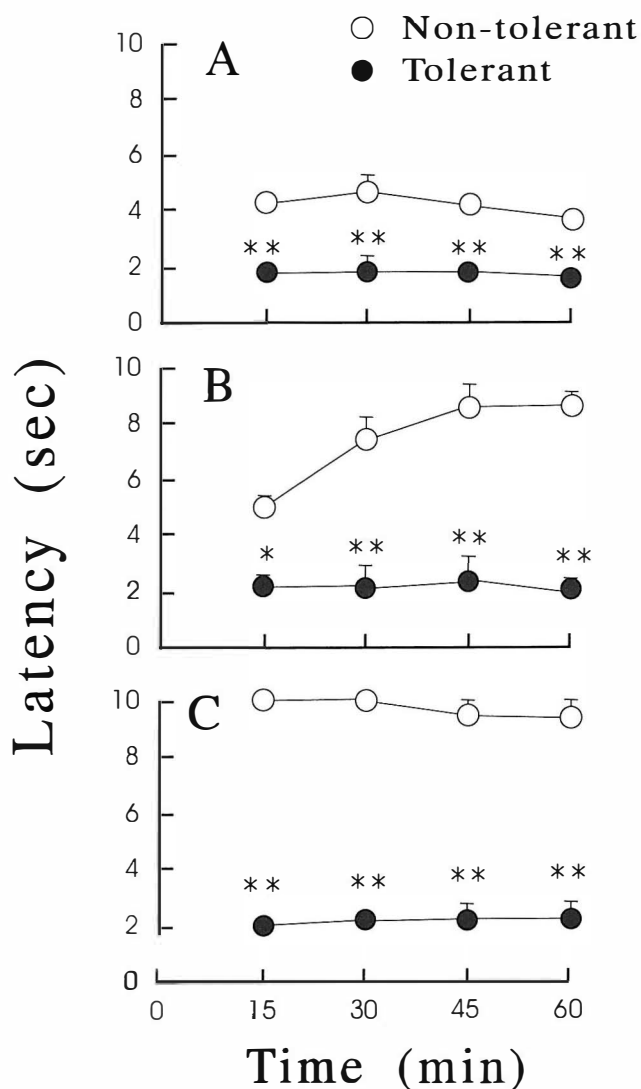 Non-tolerant
Tolerant
A
10
8
6
4
2
0
** ** ** **
B
10
8
6
4
2
0
* ** ** **
C
10
8
6
4
2
0
** ** ** **
0 15 30 45 60
Latency (sec)
Time (min)